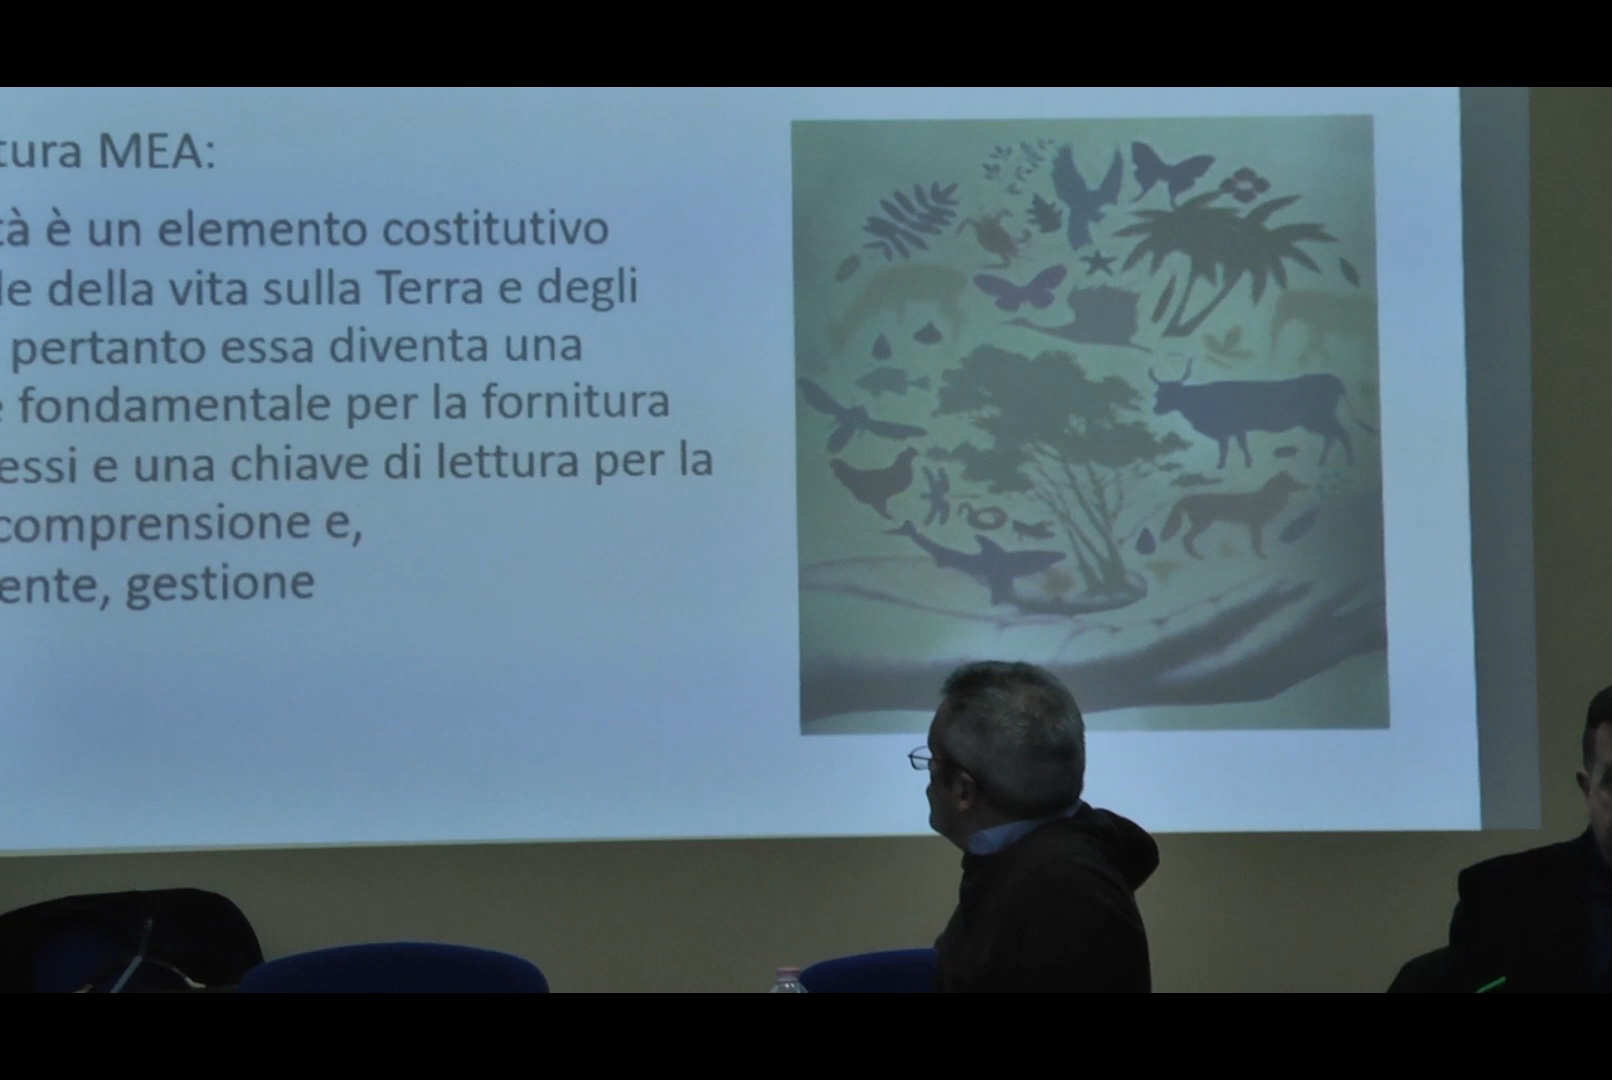 tura MEA:
tà è un elemento costitutivo
le della vita sulla Terra e degli
pertanto essa diventa una
e fondamentale per la fornitura
essi e una chiave di lettura per la
comprensione e,
ente, gestione